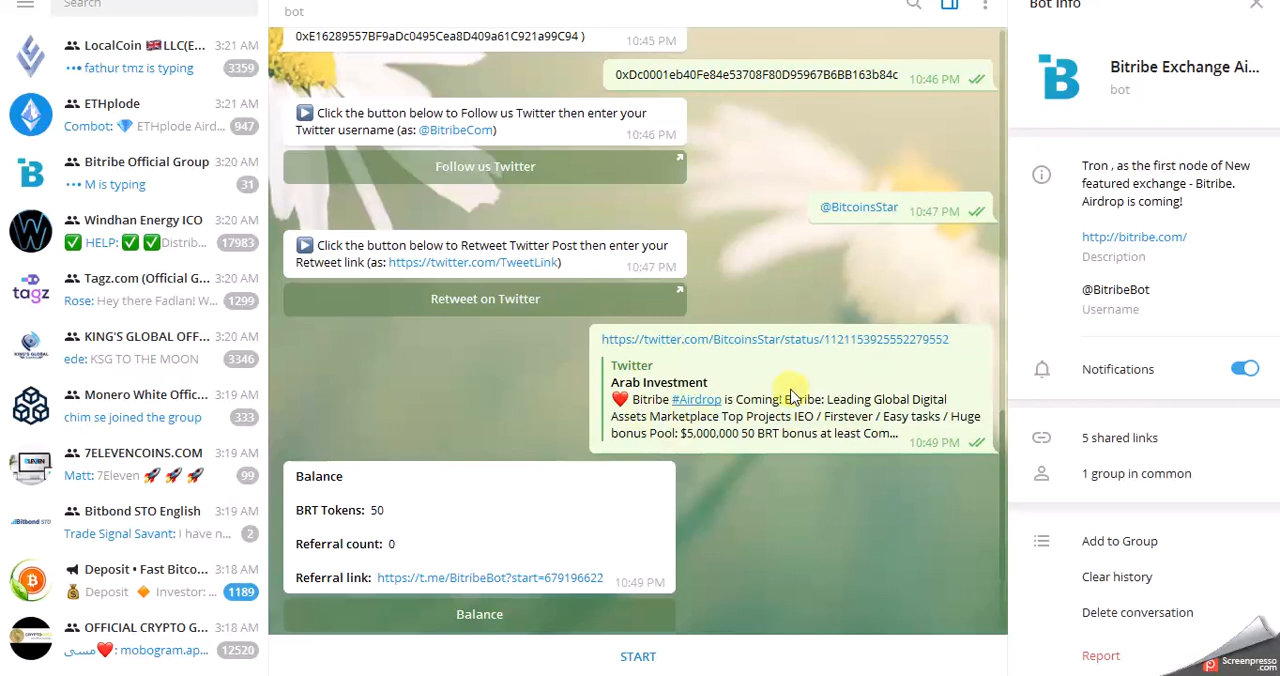 Search
LocalCoin 🇬🇧LLC(E... 3:21 AM
••• fathur tmz is typing 3359
ETHplode 3:21 AM
Combot: 💎 ETHplode Aird... 947
Bitribe Official Group 3:20 AM
••• M is typing 31
Windhan Energy ICO 3:20 AM
✅ HELP: ✅ ✅Distrib... 17983
Tagz.com (Official G... 3:20 AM
tagz
Rose: Hey there Fadlan! W... 1299
KING'S GLOBAL OFF... 3:20 AM
ede: KSG TO THE MOON 3346
Monero White Offic... 3:20 AM
chim se joined the group 333
7ELEVENCOINS.COM 3:19 AM
Matt: 7Eleven 🚀 🚀 🚀 99
Bitbond STO English 3:19 AM
Trade Signal Savant: I have n... 2
Deposit • Fast Bitco... 3:18 AM
💰 Deposit 🔸 Investor: ... 1189
OFFICIAL CRYPTO G... 3:18 AM
مسى❤️: mobogram.ap... 12520
bot
0xE16289557BF9aDc0495Cea8D409a61C921a99C94 )
10:45 PM
0xDc0001eb40Fe84e53708F80D95967B6BB163b84c 10:46 PM
▶️ Click the button below to Follow us Twitter then enter your
Twitter username (as: @BitribeCom) 10:46 PM
Follow us Twitter
@BitcoinsStar 10:47 PM
▶️ Click the button below to Retweet Twitter Post then enter your
Retweet link (as: https://twitter.com/TweetLink) 10:47 PM
Retweet on Twitter
https://twitter.com/BitcoinsStar/status/1121153925552279552
Twitter
Arab Investment
❤️ Bitribe #Airdrop is Coming! Bitribe: Leading Global Digital
Assets Marketplace Top Projects IEO / Firstever / Easy tasks / Huge
bonus Pool: $5,000,000 50 BRT bonus at least Com...
10:49 PM
Balance
BRT Tokens: 50
Referral count: 0
Referral link: https://t.me/BitribeBot?start=679196622 10:49 PM
Balance
START
Bot Info
Bitribe Exchange Ai...
bot
Tron , as the first node of New
featured exchange - Bitribe.
Airdrop is coming!
http://bitribe.com/
Description
@BitribeBot
Username
Notifications
5 shared links
1 group in common
Add to Group
Clear history
Delete conversation
Report
Screenpresso
.com